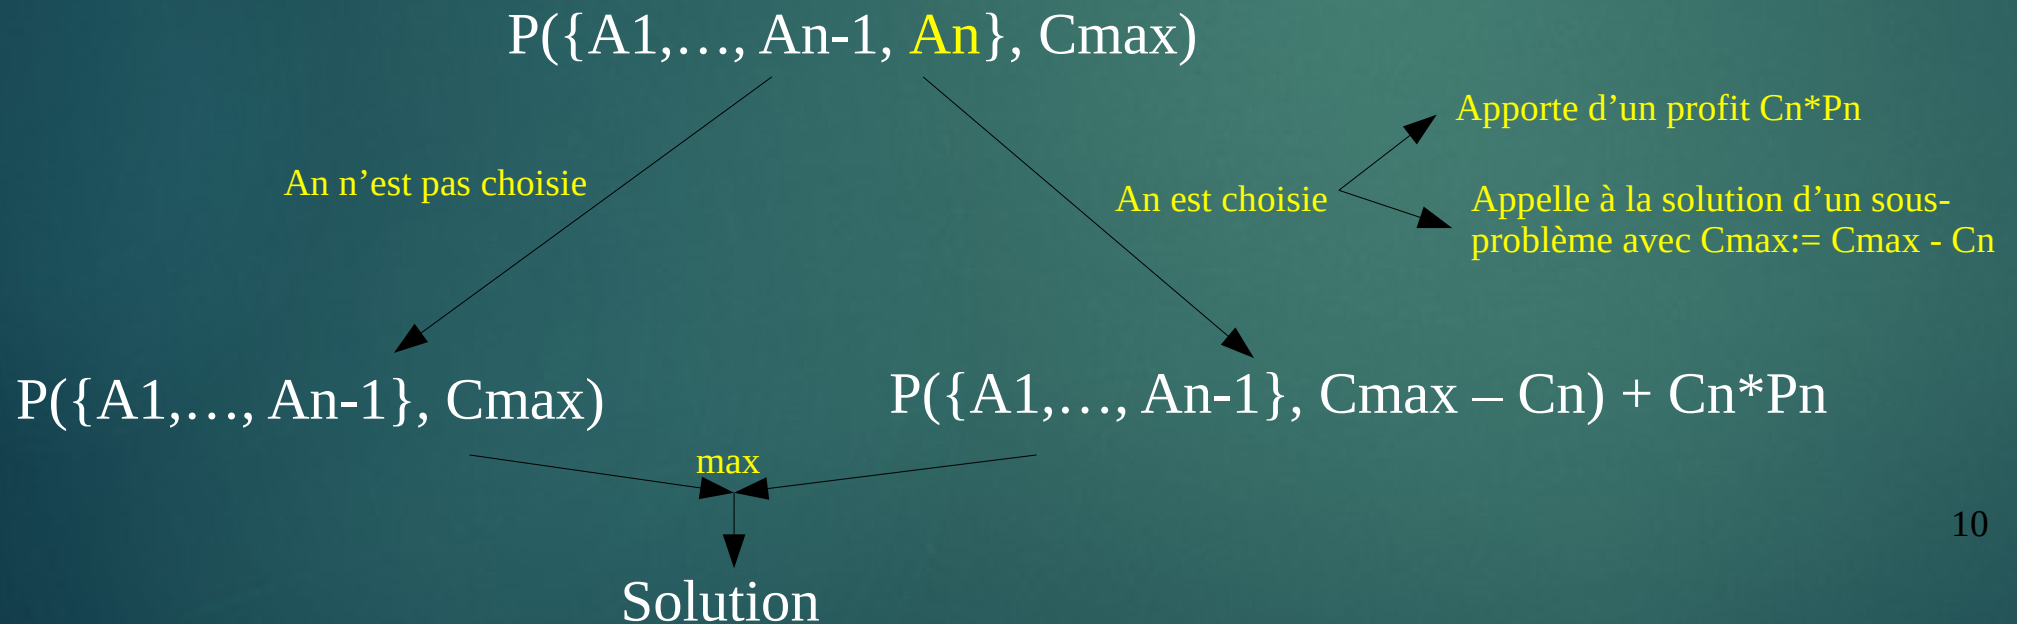 P({A1,…, An-1, An}, Cmax)
Apporte d’un profit Cn*Pn
An n’est pas choisie
An est choisie
Appelle à la solution d’un sous-
problème avec Cmax:= Cmax - Cn
P({A1,…, An-1}, Cmax)
P({A1,…, An-1}, Cmax – Cn) + Cn*Pn
max
10
Solution